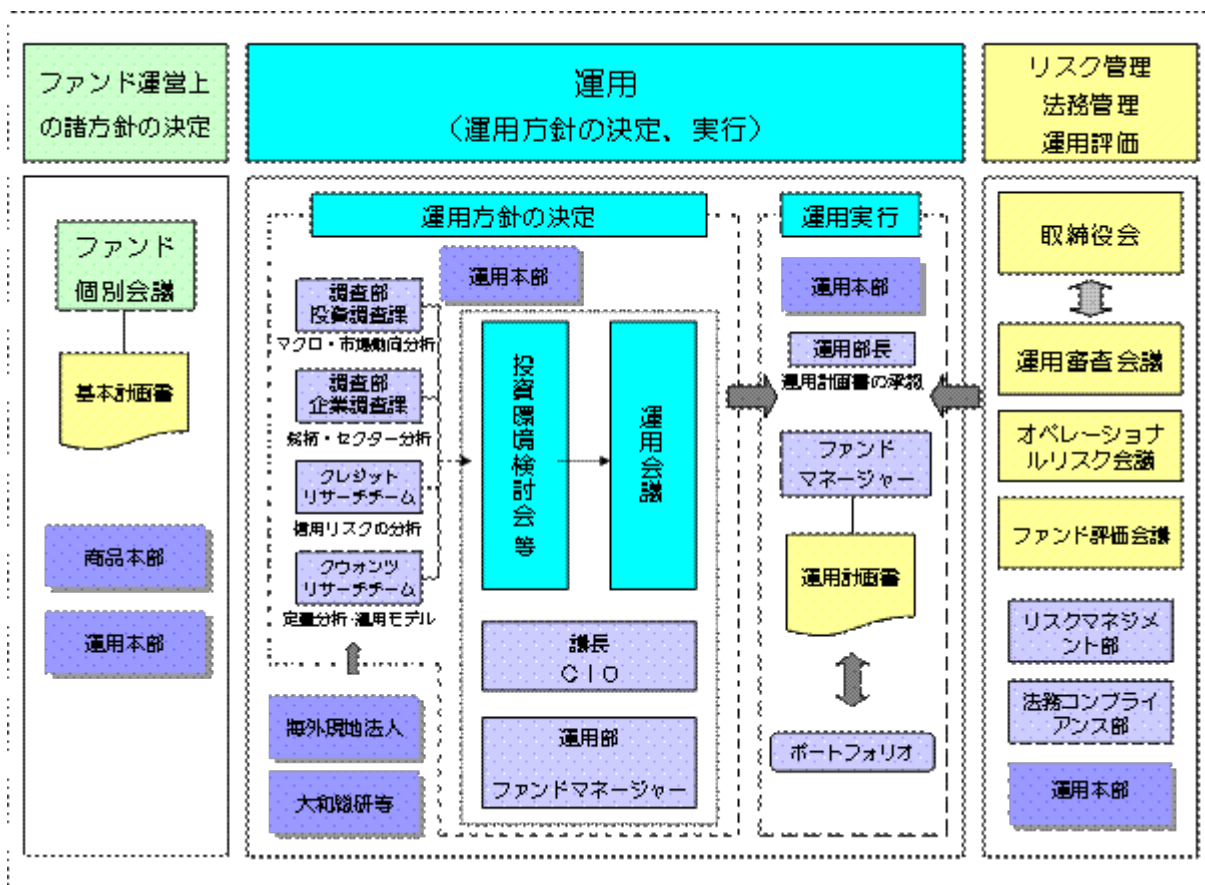 ファンド運営上
の諸方針の決定
運用
（運用方針の決定、実行）
リスク管理
法務管理
運用評価
ファンド
個別会議
基本計画書
商品本部
運用本部
運用方針の決定
運用本部
調査部
投資調査課
マクロ・市場動向分析
調査部
企業調査課
銘柄・セクター分析
クレジット
リサーチチーム
信用リスクの分析
クウォンツ
リサーチチーム
定量分析・運用モデル
海外現地法人
大和総研等
投資環境検討会等
運用会議
議長
ＣＩＯ
運用部
ファンドマネージャー
運用実行
運用本部
運用部長
運用計画書の承認
ファンド
マネージャー
運用計画書
ポートフォリオ
取締役会
運用審査会議
オペレーショナ
ルリスク会議
ファンド評価会議
リスクマネジメ
ント部
法務コンプライ
アンス部
運用本部